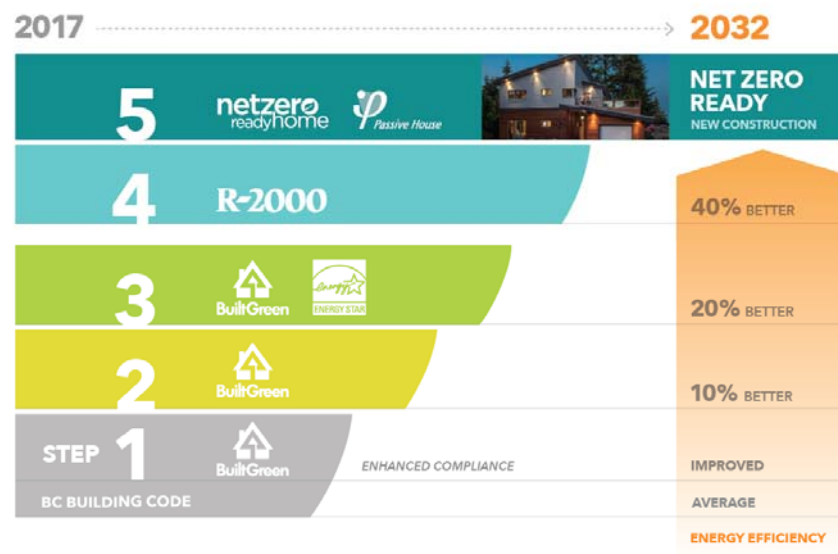 2017
2032
5
netzero
readyhome
Passive House
NET ZERO
READY
NEW CONSTRUCTION
4
R-2000
40% BETTER
3
BuiltGreen
energy
ENERGY STAR
20% BETTER
2
BuiltGreen
10% BETTER
STEP 1
BuiltGreen
ENHANCED COMPLIANCE
IMPROVED
BC BUILDING CODE
AVERAGE
ENERGY EFFICIENCY